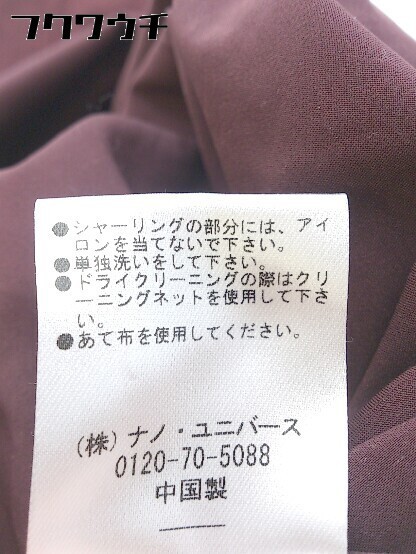 フクワウチ
●シャーリングの部分には、アイ
ロンを当てないで下さい。
●単独洗いをして下さい。
●ドライクリーニングの際はクリ
ーニングネットを使用して下さ
い。
●あて布を使用してください。
(株)ナノ・ユニバース
0120-70-5088
中国製